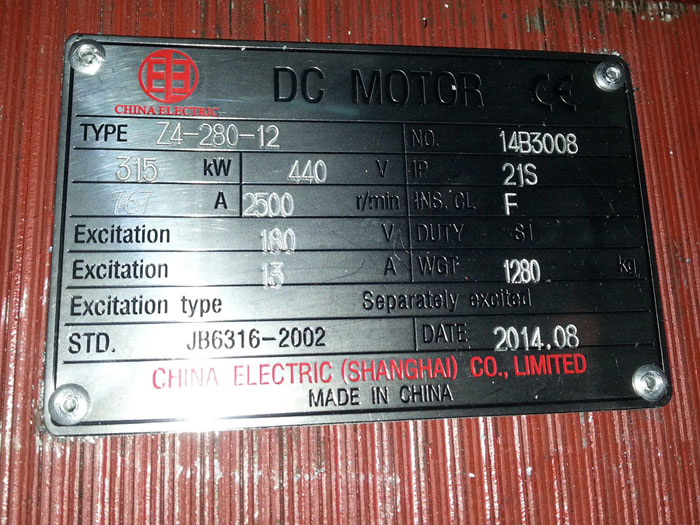 CHINA ELECTRIC
DC MOTOR CE
TYPE Z4-280-12 NO. 14B3008
315 kW 440 V IP 21S
767 A 2500 r/min INS.CL F
Excitation 180 V DUTY S1
Excitation 13 A WGT 1280 kg
Excitation type Separately excited
STD. JB6316-2002 DATE 2014.08
CHINA ELECTRIC (SHANGHAI) CO., LIMITED
MADE IN CHINA